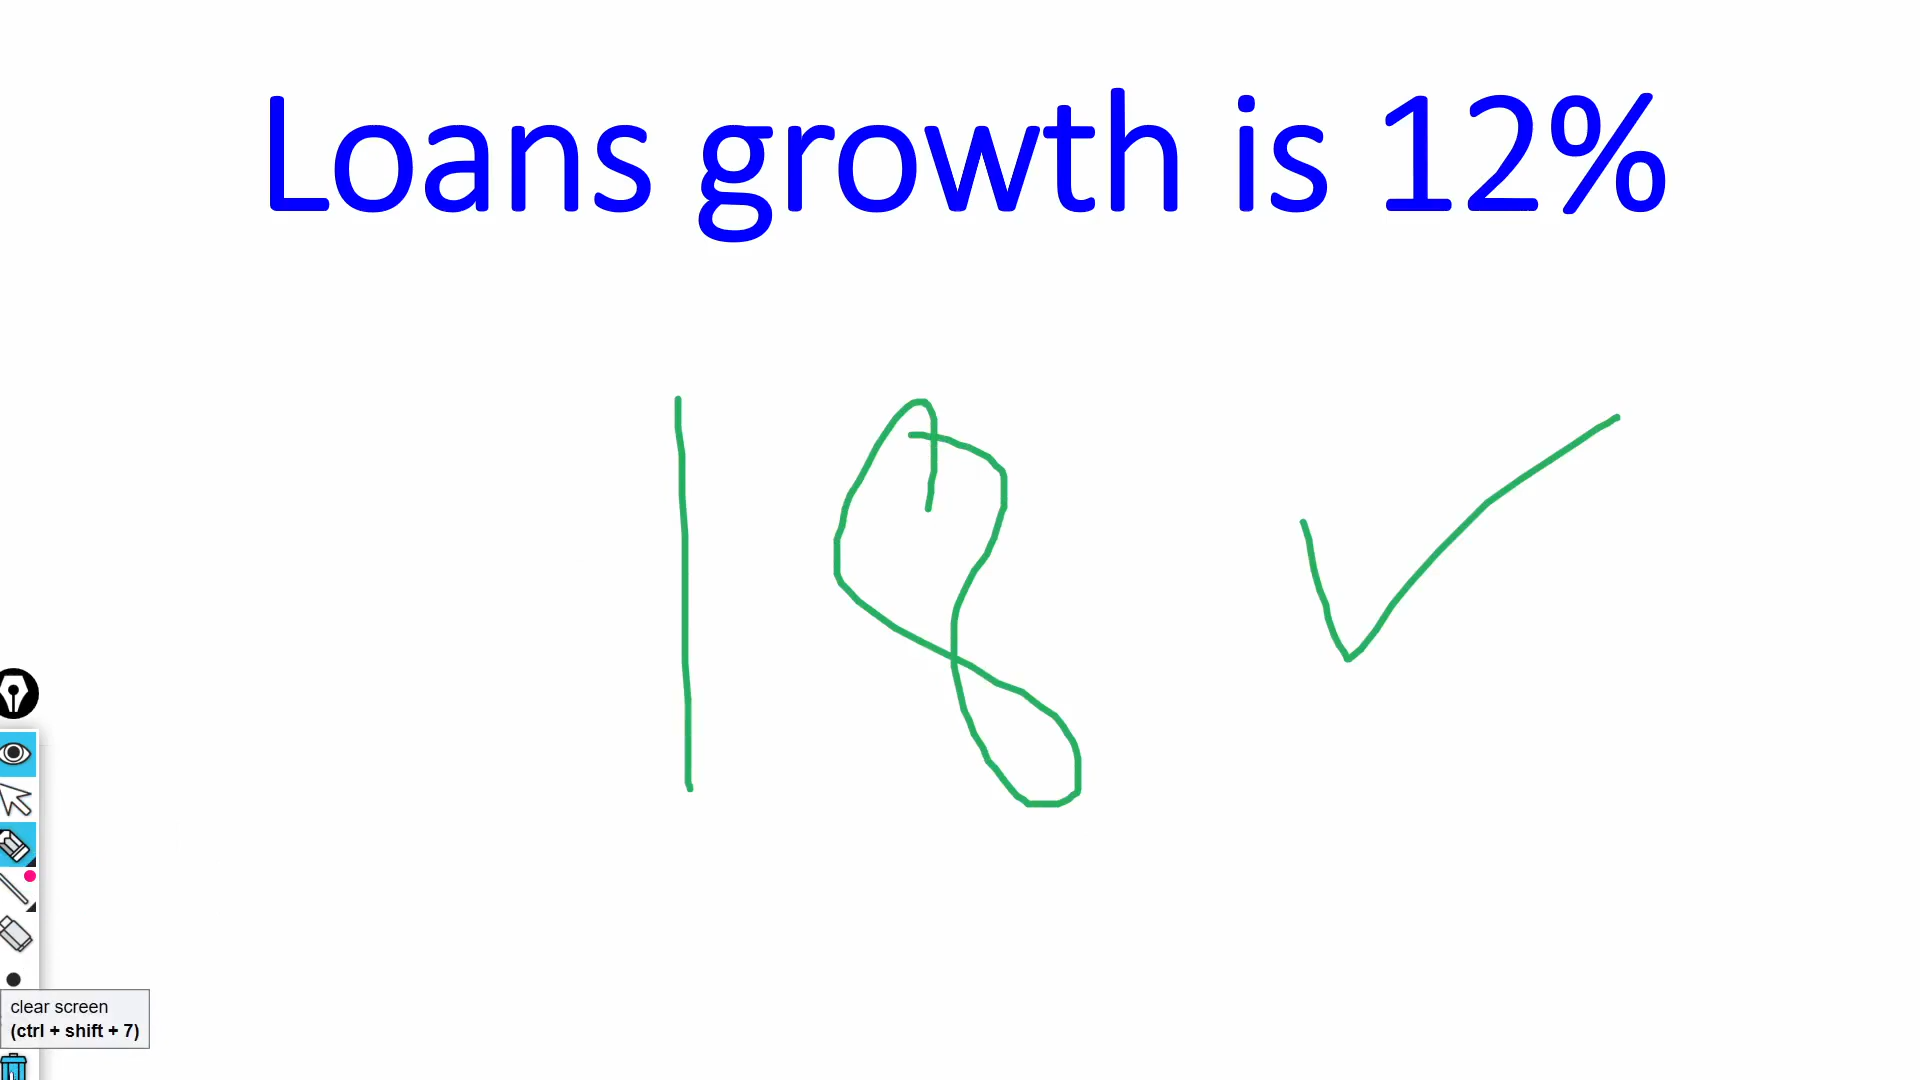 Loans growth is 12%
18 ✓
clear screen
(ctrl + shift + 7)